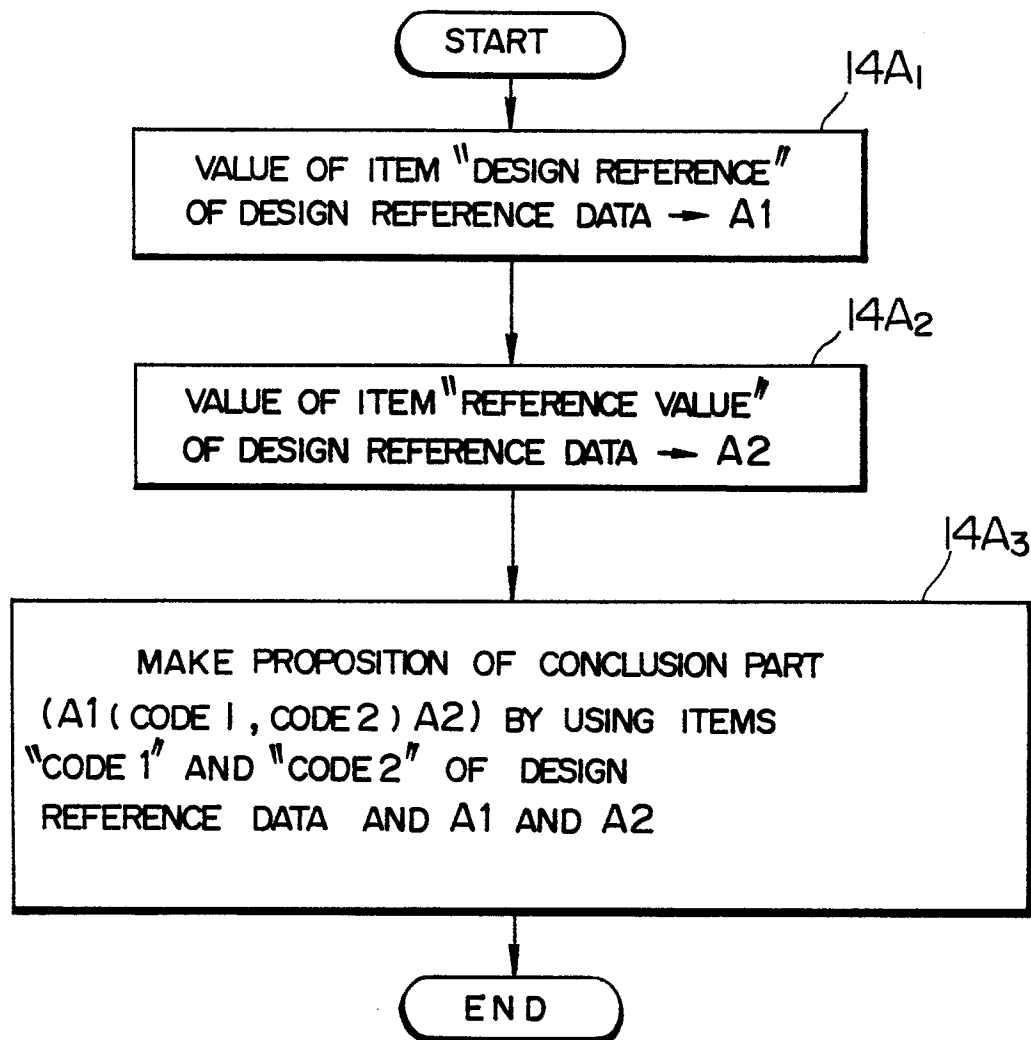 START
14A1
VALUE OF ITEM "DESIGN REFERENCE"
OF DESIGN REFERENCE DATA → A1
14A2
VALUE OF ITEM "REFERENCE VALUE"
OF DESIGN REFERENCE DATA → A2
14A3
MAKE PROPOSITION OF CONCLUSION PART
(A1 (CODE 1, CODE 2) A2) BY USING ITEMS
"CODE 1" AND "CODE 2" OF DESIGN
REFERENCE DATA AND A1 AND A2
END